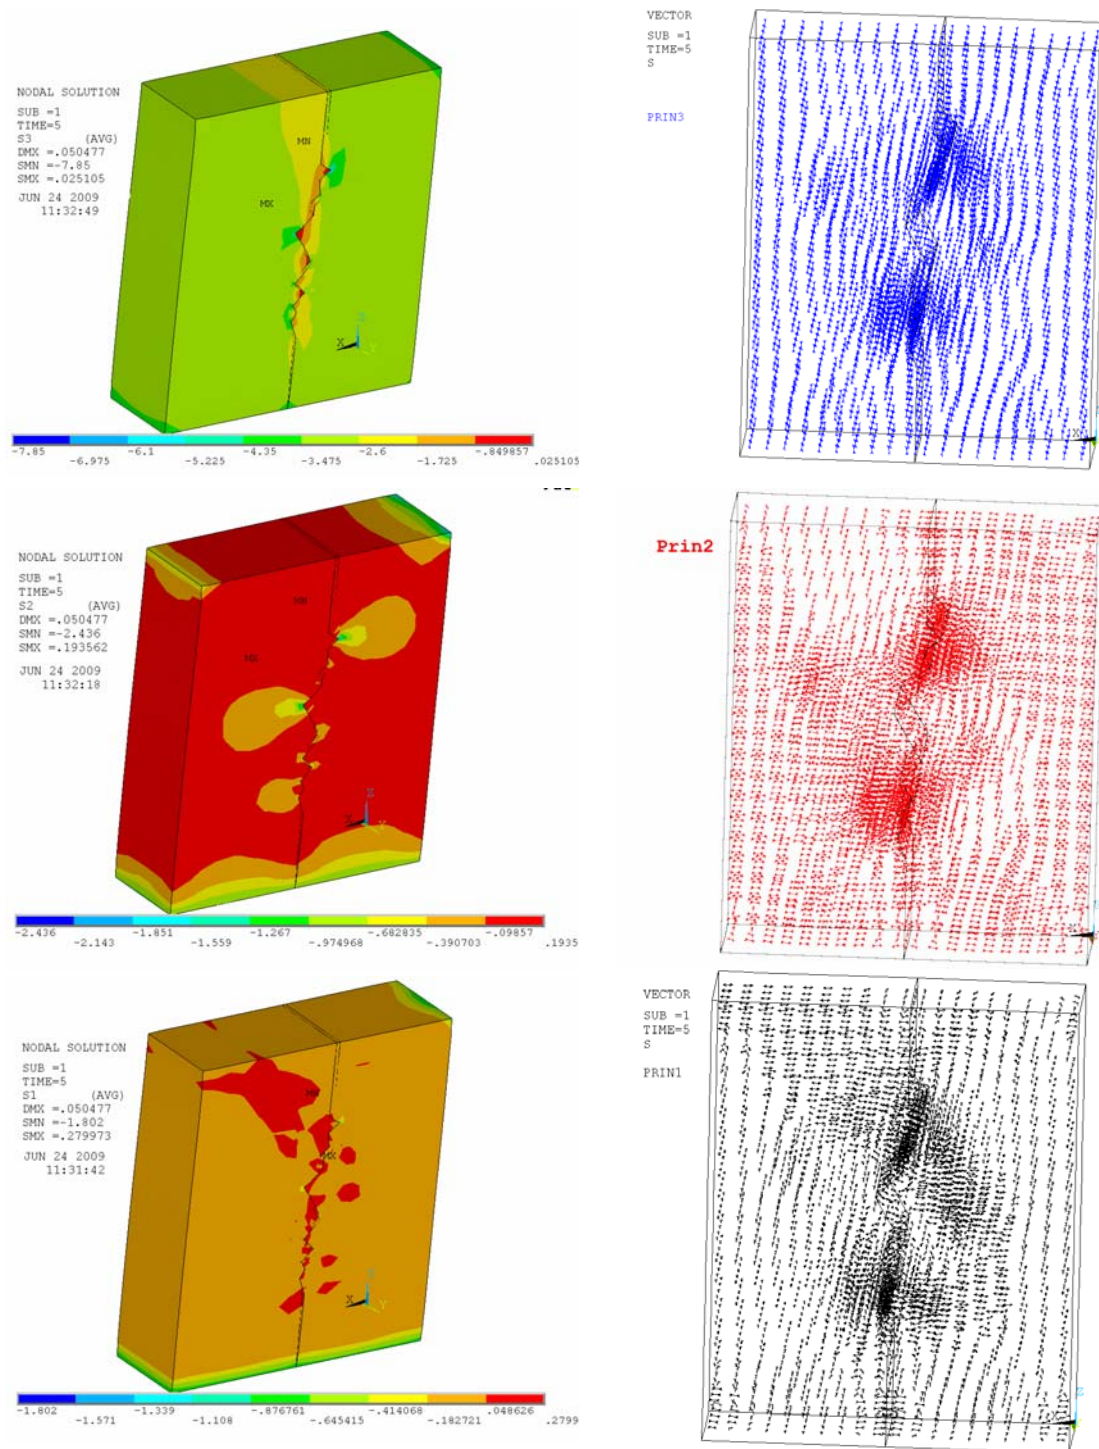 NODAL SOLUTION
SUB =1
TIME=5
S3 (AVG)
DMX =.050477
SMN =-7.85
SMX =.025105
JUN 24 2009
11:32:49
MN
MX
Z
X
Y
-7.85 -6.1 -4.35 -2.6 -.849857
-6.975 -5.225 -3.475 -1.725 .025105
VECTOR
SUB =1
TIME=5
S
PRIN3
X
NODAL SOLUTION
SUB =1
TIME=5
S2 (AVG)
DMX =.050477
SMN =-2.436
SMX =.193562
JUN 24 2009
11:32:18
MN
MX
Z
X
Y
-2.436 -1.851 -1.267 -.682835 -.09857
-2.143 -1.559 -.974968 -.390703 .1935
Prin2
NODAL SOLUTION
SUB =1
TIME=5
S1 (AVG)
DMX =.050477
SMN =-1.802
SMX =.279973
JUN 24 2009
11:31:42
MN
MX
Z
X
Y
-1.802 -1.339 -.876761 -.414068 .048626
-1.571 -1.108 -.645415 -.182721 .2799
VECTOR
SUB =1
TIME=5
S
PRIN1
X